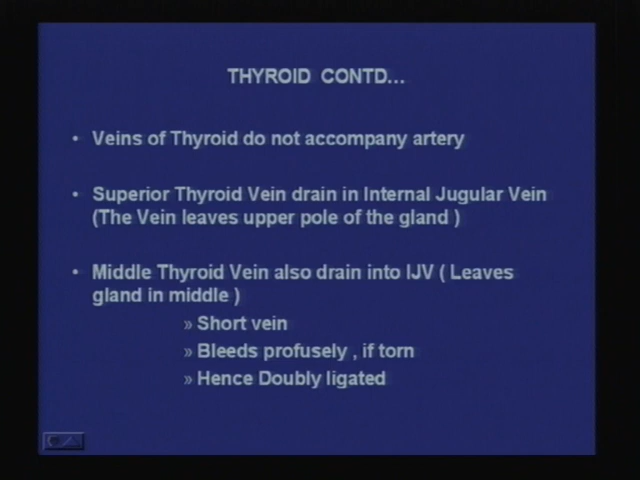 THYROID CONTD...
• Veins of Thyroid do not accompany artery
• Superior Thyroid Vein drain in Internal Jugular Vein
(The Vein leaves upper pole of the gland )
• Middle Thyroid Vein also drain into IJV ( Leaves
gland in middle )
» Short vein
» Bleeds profusely , if torn
» Hence Doubly ligated